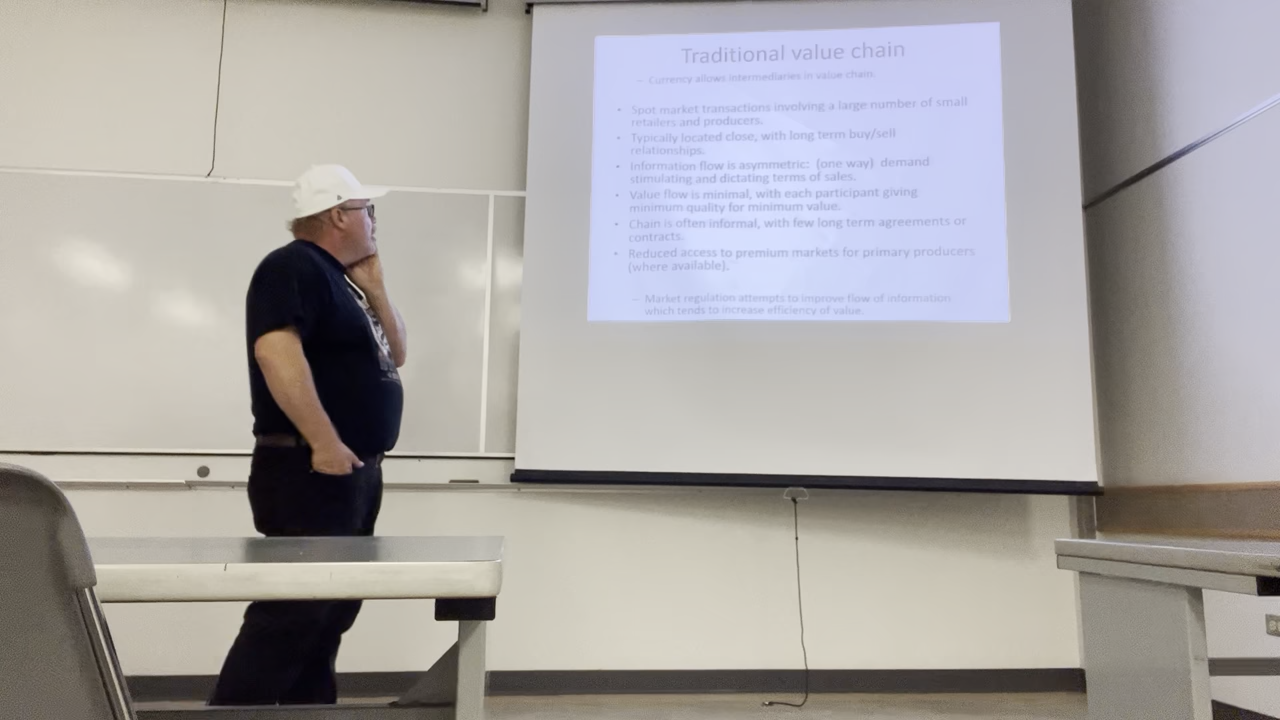 Traditional value chain
– Currency allows intermediaries in value chain.
• Spot market transactions involving a large number of small
retailers and producers.
• Typically located close, with long term buy/sell
relationships.
• Information flow is asymmetric: (one way) demand
stimulating and dictating terms of sales.
• Value flow is minimal, with each participant giving
minimum quality for minimum value.
• Chain is often informal, with few long term agreements or
contracts.
• Reduced access to premium markets for primary producers
(where available).
– Market regulation attempts to improve flow of information
which tends to increase efficiency of value.